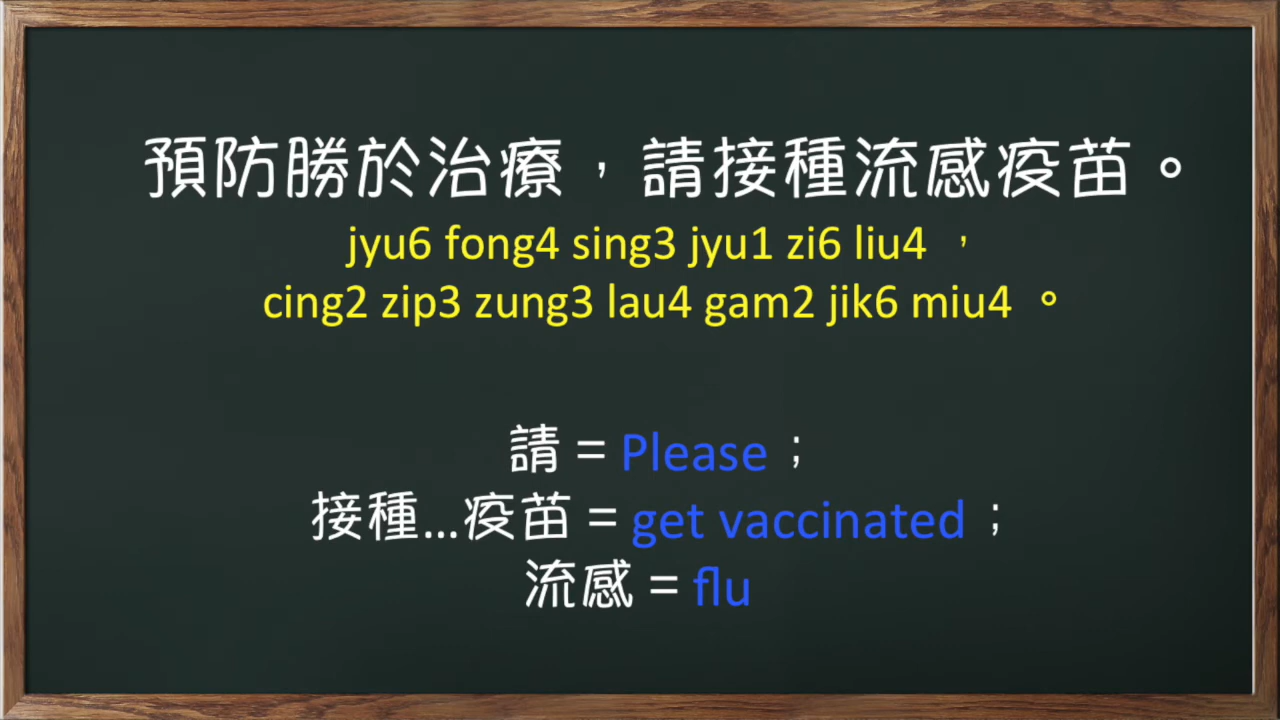 預防勝於治療，請接種流感疫苗。
jyu6 fong4 sing3 jyu1 zi6 liu4 ，
cing2 zip3 zung3 lau4 gam2 jik6 miu4 。
請 = Please；
接種…疫苗 = get vaccinated；
流感 = flu